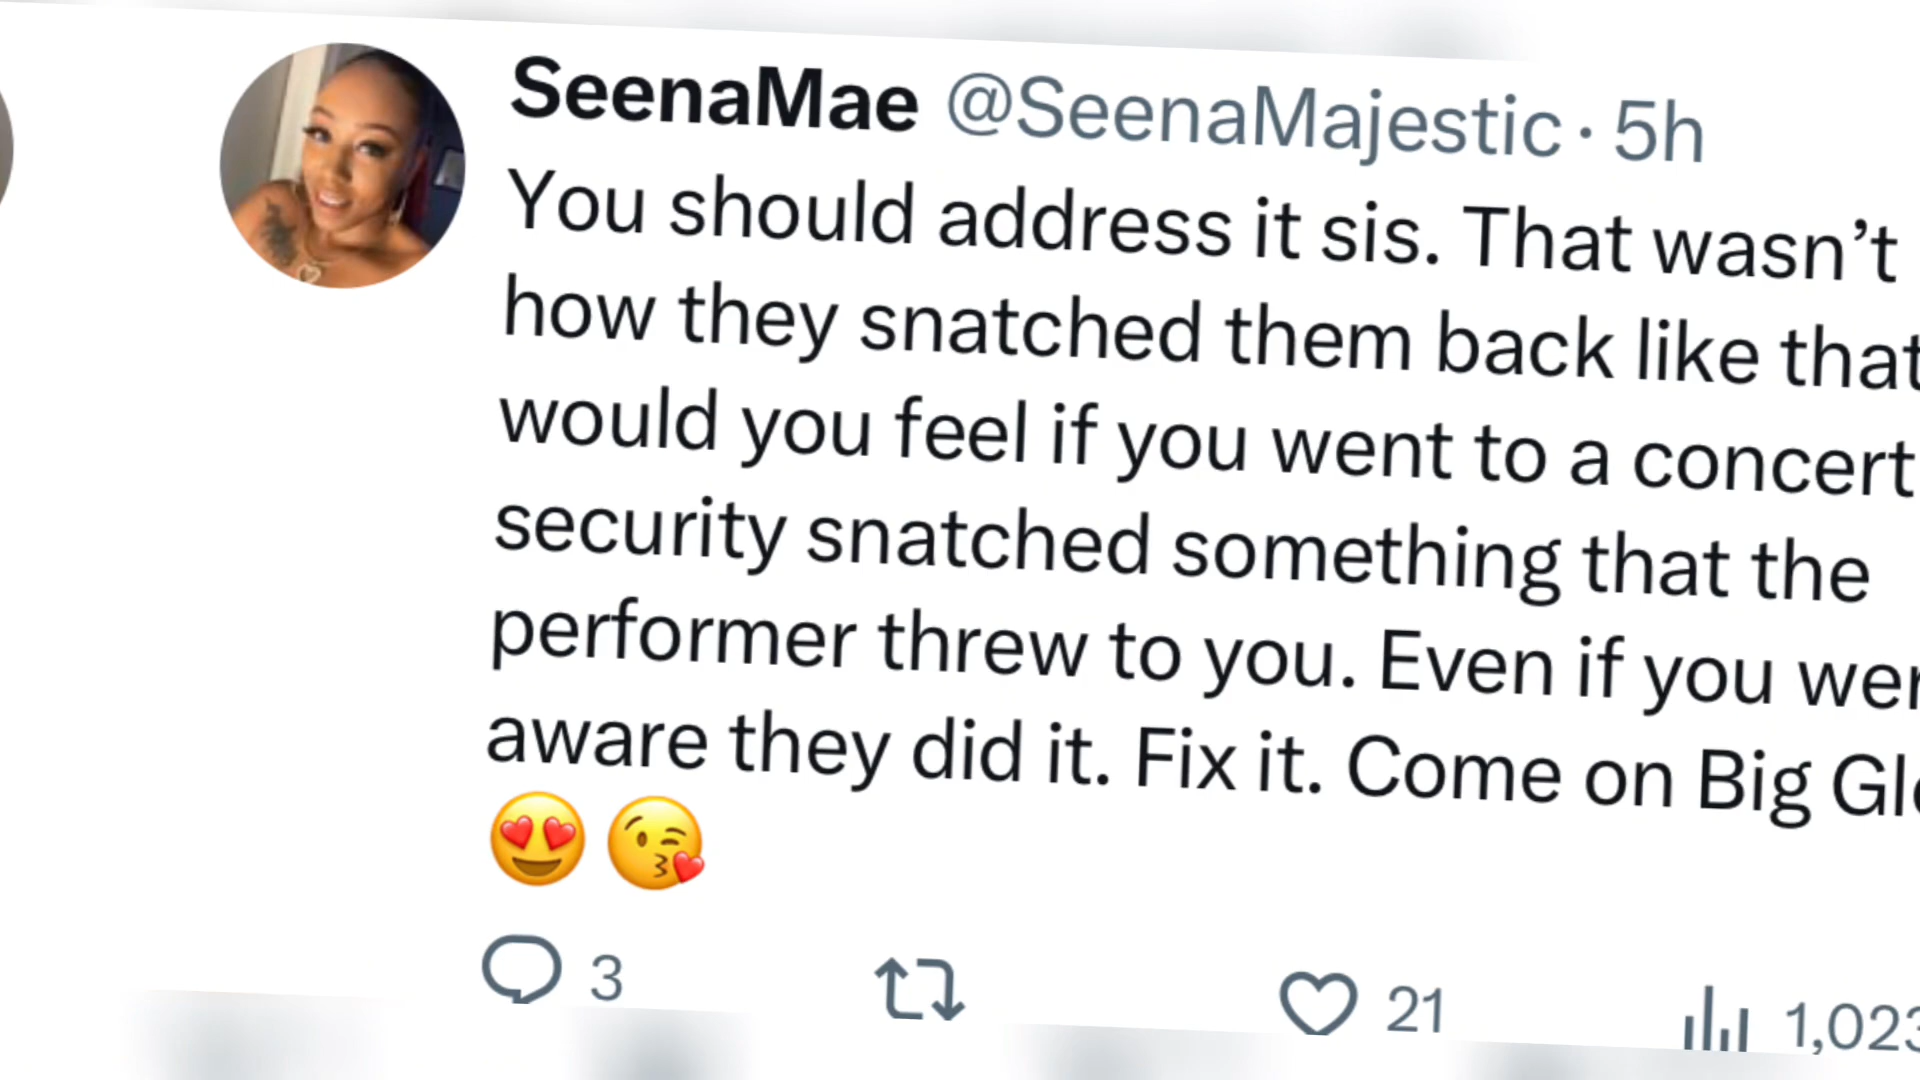 SeenaMae @SeenaMajestic · 5h
You should address it sis. That wasn’t
how they snatched them back like that
would you feel if you went to a concert
security snatched something that the
performer threw to you. Even if you
aware they did it. Fix it. Come on Big
😍 😘
3 21 1,023